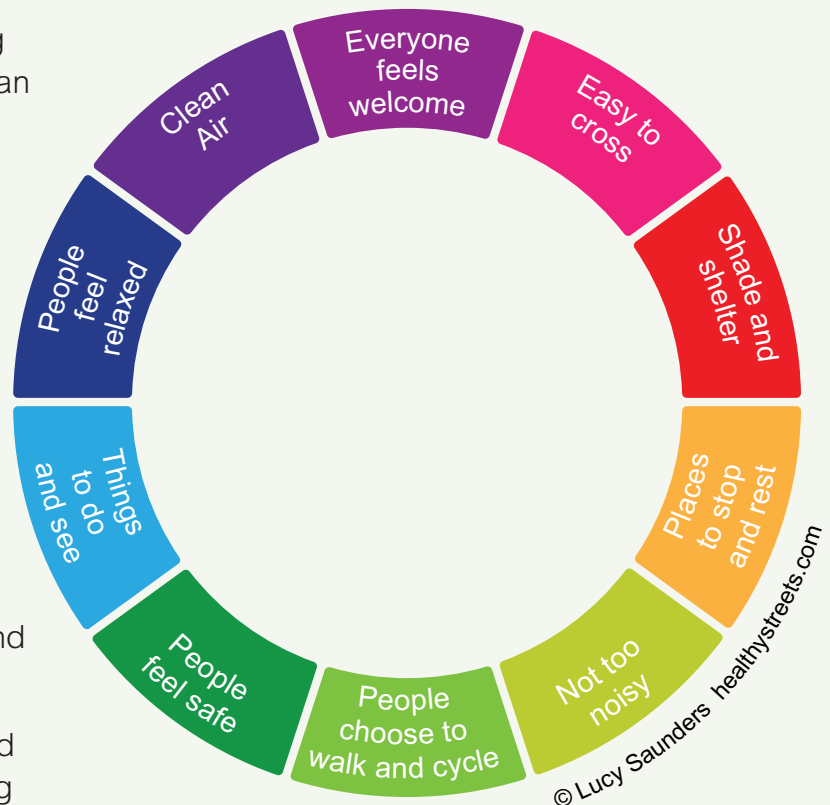 Everyone
feels
welcome
Easy to
cross
Shade and
shelter
Places
to stop
and rest
Not too
noisy
People
choose to
walk and cycle
People
feel safe
Things
to do
and see
People
feel
relaxed
Clean
Air
© Lucy Saunders healthystreets.com
g
an
nd
d
g